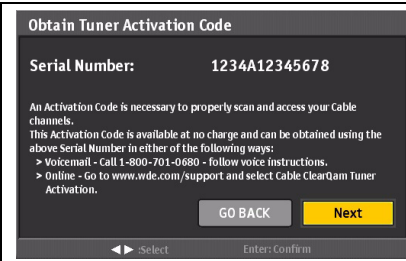 Obtain Tuner Activation Code
Serial Number: 1234A12345678
An Activation Code is necessary to properly scan and access your Cable
channels.
This Activation Code is available at no charge and can be obtained using the
above Serial Number in either of the following ways:
> Voicemail - Call 1-800-701-0680 - follow voice instructions.
> Online - Go to www.wde.com/support and select Cable ClearQam Tuner
Activation.
GO BACK Next
◀ ▶ :Select Enter: Confirm